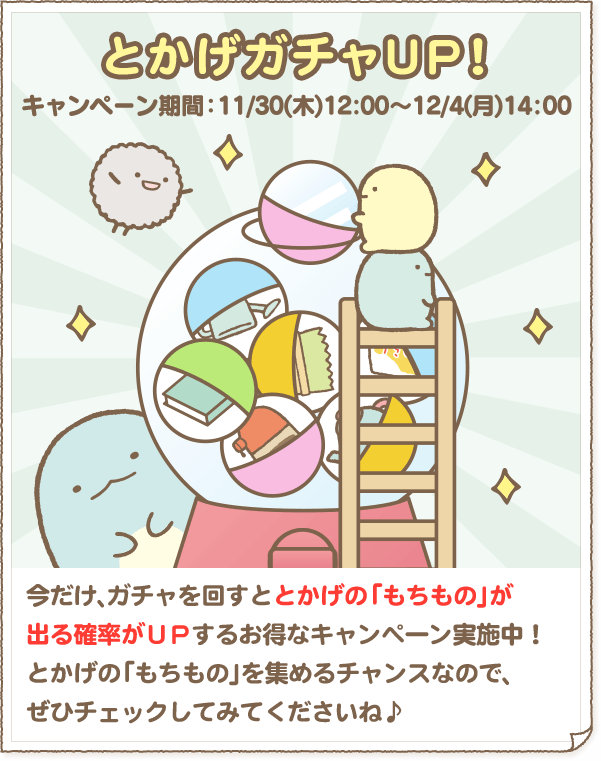 とかげガチャUP！
キャンペーン期間：11/30(木)12:00～12/4(月)14:00
今だけ､ガチャを回すととかげの｢もちもの｣が
出る確率がＵＰするお得なキャンペーン実施中！
とかげの｢もちもの｣を集めるチャンスなので､
ぜひチェックしてみてくださいね♪